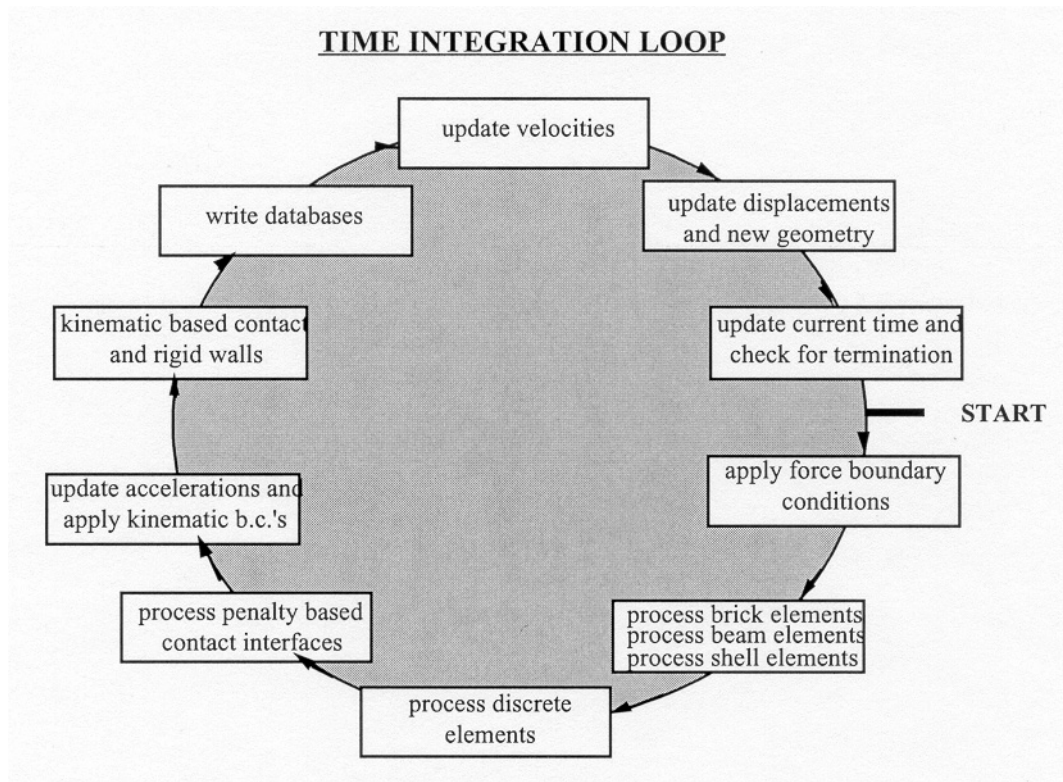 TIME INTEGRATION LOOP
update velocities
update displacements
and new geometry
update current time and
check for termination
START
apply force boundary
conditions
process brick elements
process beam elements
process shell elements
process discrete
elements
process penalty based
contact interfaces
update accelerations and
apply kinematic b.c.'s
kinematic based contact
and rigid walls
write databases